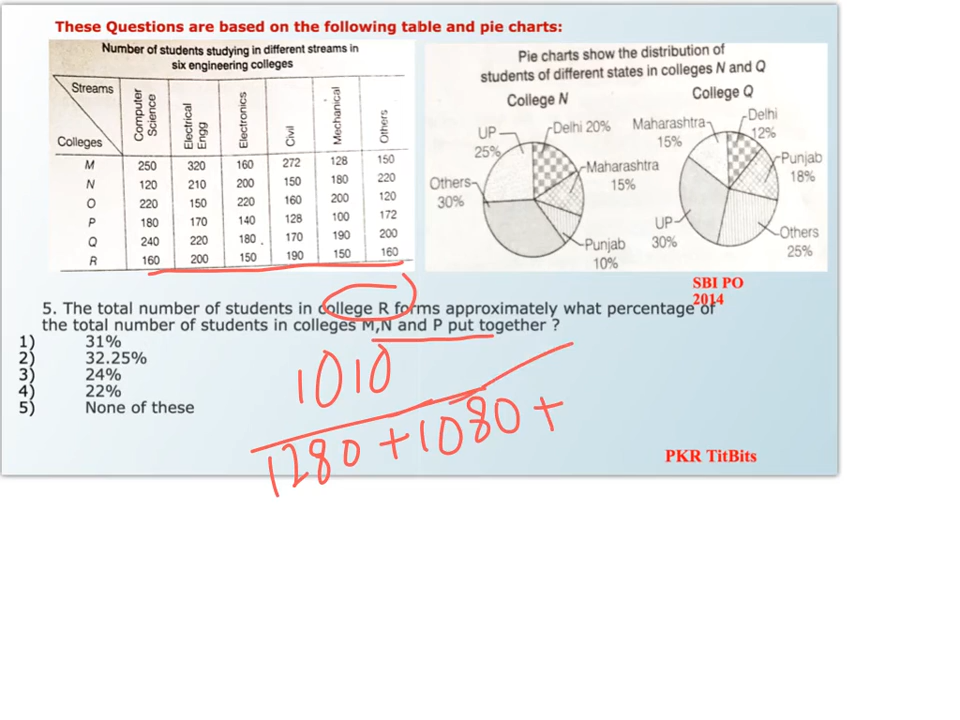 These Questions are based on the following table and pie charts:
Number of students studying in different streams in
six engineering colleges
Streams
Colleges
Computer Science
Electrical Engg
Electronics
Civil
Mechanical
Others
M 250 320 160 272 128 150
N 120 210 200 150 180 220
O 220 150 220 160 200 120
P 180 170 140 128 100 172
Q 240 220 180 170 190 200
R 160 200 150 190 150 160
Pie charts show the distribution of
students of different states in colleges N and Q
College N
UP
25%
Delhi 20%
Maharashtra
15%
Others
30%
Punjab
10%
College Q
Maharashtra
15%
Delhi
12%
Punjab
18%
UP
30%
Others
25%
SBI PO
2014
5. The total number of students in college R forms approximately what percentage of
the total number of students in colleges M,N and P put together ?
1) 31%
2) 32.25%
3) 24%
4) 22%
5) None of these
1010
1280+1080+
PKR TitBits